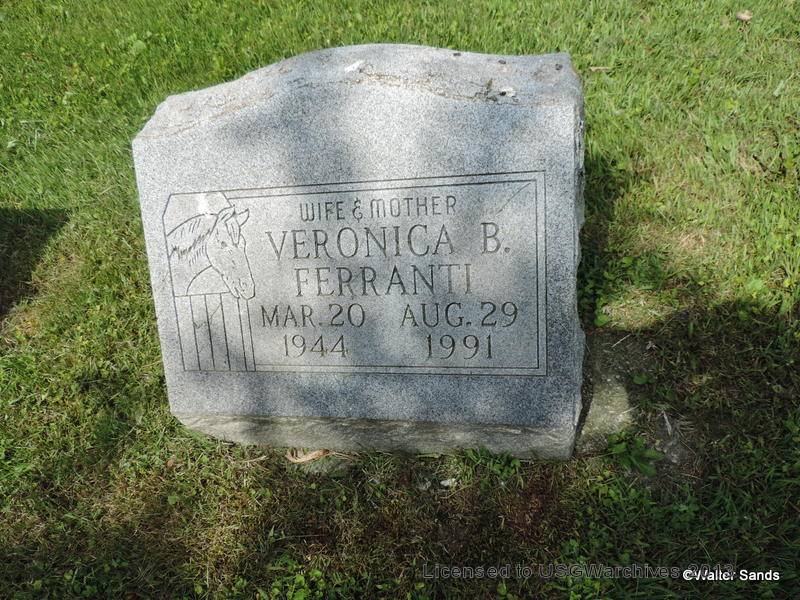 WIFE & MOTHER
VERONICA B.
FERRANTI
MAR. 20 AUG. 29
1944 1991
Licensed to USGWarchives 2013
©Walter Sands